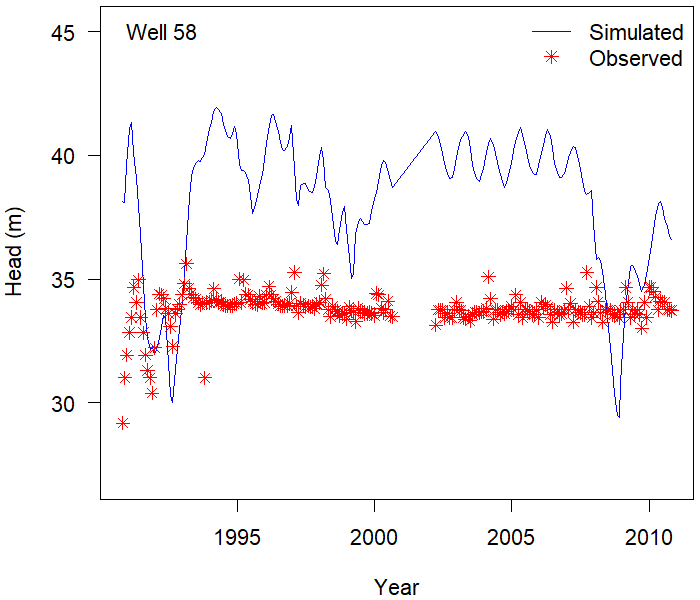 Well 58
Simulated
Observed
45
40
35
30
Head (m)
1995 2000 2005 2010
Year